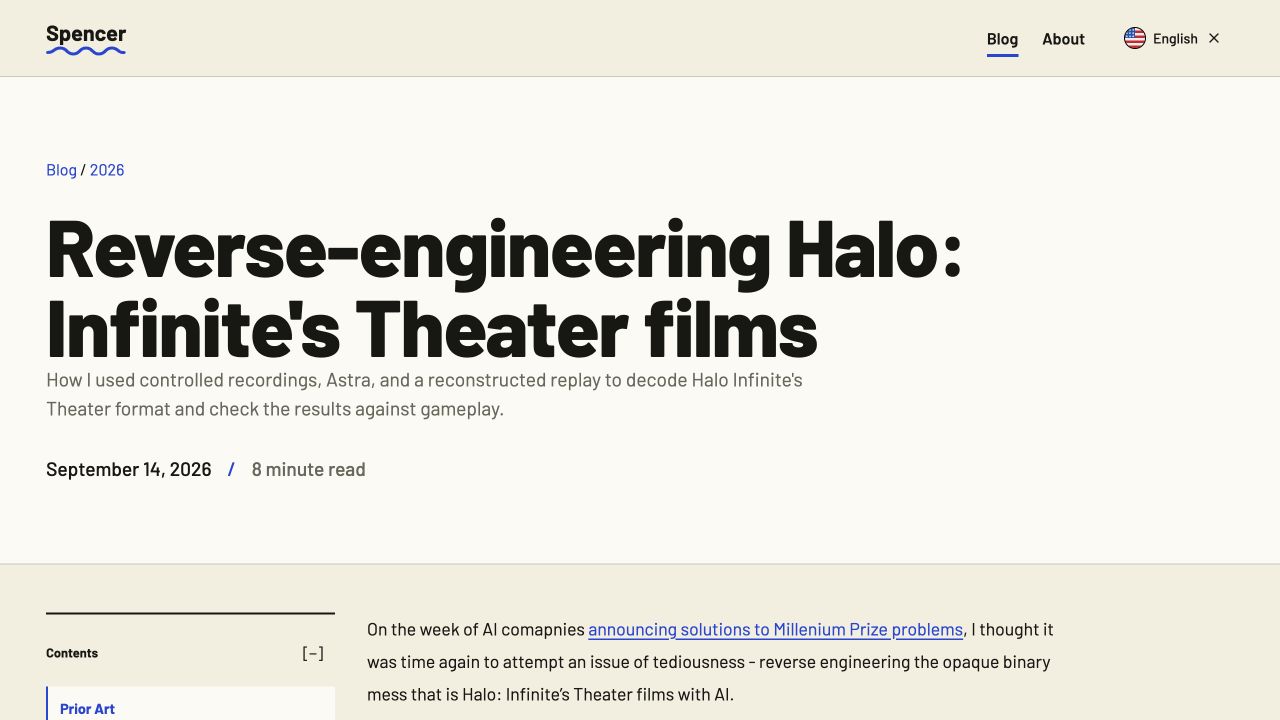 Spencer
Blog
About
English ×
Blog / 2026
Reverse-engineering Halo:
Infinite's Theater films
How I used controlled recordings, Astra, and a reconstructed replay to decode Halo Infinite's
Theater format and check the results against gameplay.
September 14, 2026 / 8 minute read
Contents
[−]
Prior Art
On the week of AI comapnies announcing solutions to Millenium Prize problems, I thought it
was time again to attempt an issue of tediousness - reverse engineering the opaque binary
mess that is Halo: Infinite’s Theater films with AI.